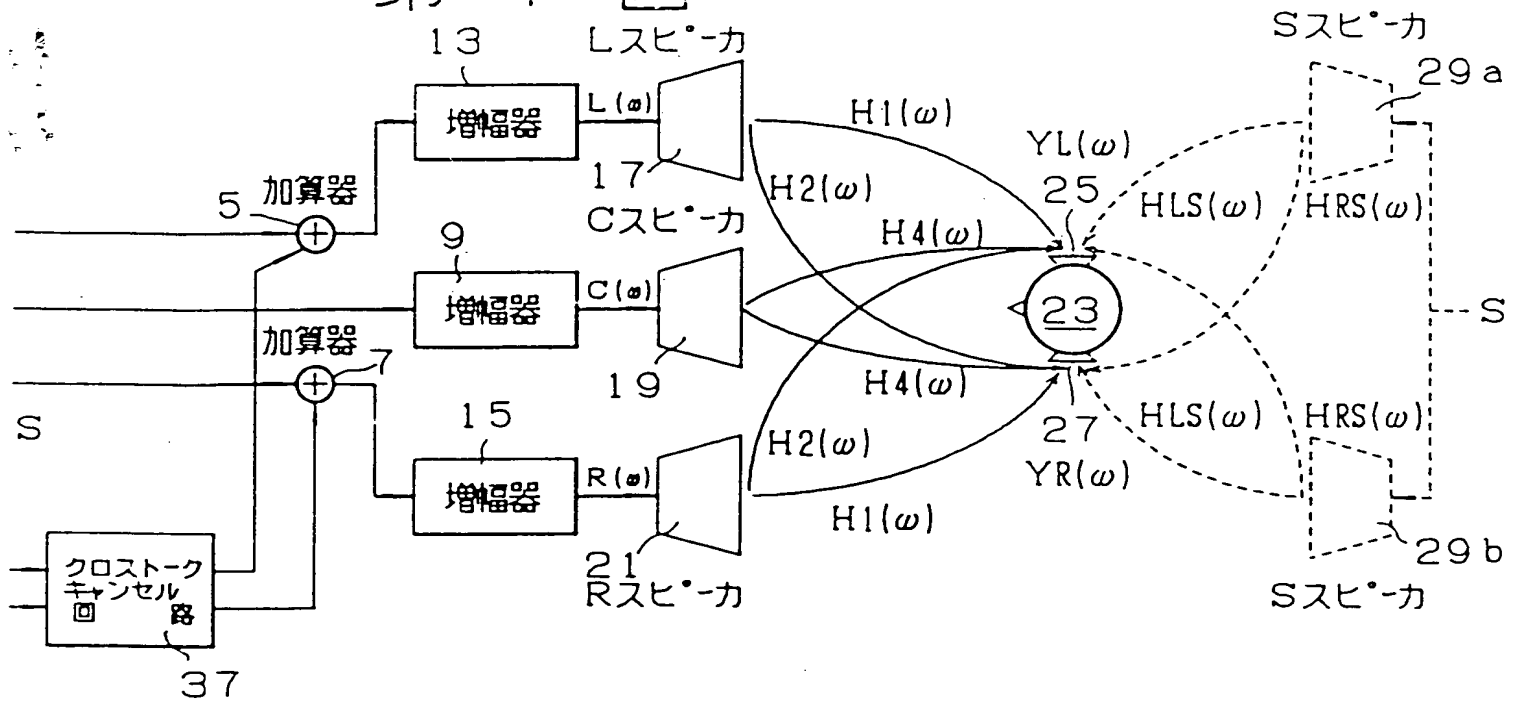 13
Lスピーカ
Sスピーカ
29a
増幅器
L(ω)
17
H1(ω)
YL(ω)
25
加算器
5
H2(ω)
HLS(ω)
HRS(ω)
Cスピーカ
H4(ω)
9
増幅器
C(ω)
23
S
加算器
7
19
H4(ω)
S
15
H2(ω)
27
YR(ω)
HLS(ω)
HRS(ω)
増幅器
R(ω)
H1(ω)
21
Rスピーカ
29b
Sスピーカ
クロストーク
キャンセル
回路
37